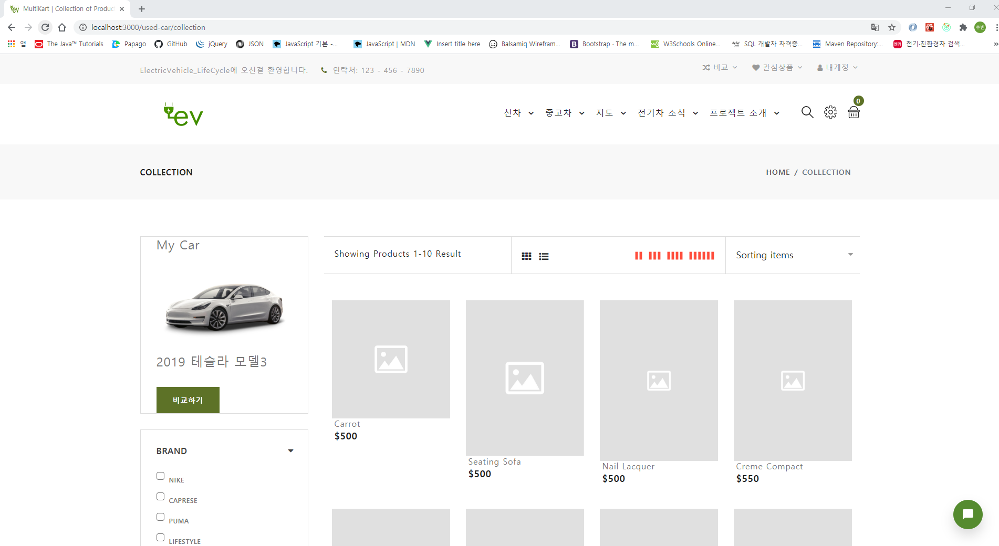 ev MultiKart | Collection of Produc
localhost:3000/used-car/collection
수빈
앱 The Java™ Tutorials Papago GitHub jQuery JSON JavaScript 기본 -... JavaScript | MDN Insert title here Balsamiq Wirefram... Bootstrap · The m... W3Schools Online... SQL 개발자 자격증... Maven Repository:... 전기·친환경차 검색...
ElectricVehicle_LifeCycle에 오신걸 환영합니다. 연락처: 123 - 456 - 7890 비교 관심상품 내계정
ev 신차 중고차 지도 전기차 소식 프로젝트 소개 0
COLLECTION HOME / COLLECTION
My Car
2019 테슬라 모델3
비교하기
BRAND
NIKE
CAPRESE
PUMA
LIFESTYLE
Showing Products 1-10 Result Sorting items
Carrot
$500
Seating Sofa
$500
Nail Lacquer
$500
Creme Compact
$550